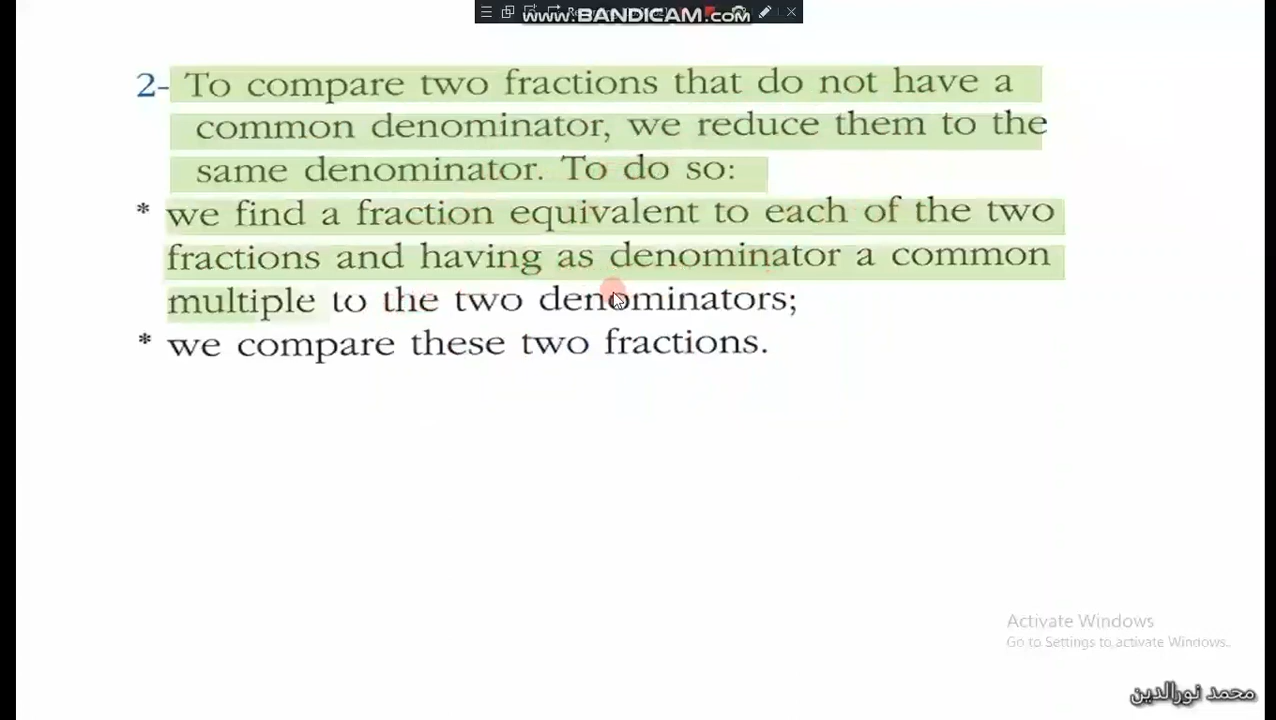 www.BANDICAM.com
2- To compare two fractions that do not have a
common denominator, we reduce them to the
same denominator. To do so:
* we find a fraction equivalent to each of the two
fractions and having as denominator a common
multiple to the two denominators;
* we compare these two fractions.
Activate Windows
Go to Settings to activate Windows.
محمد نورالدين